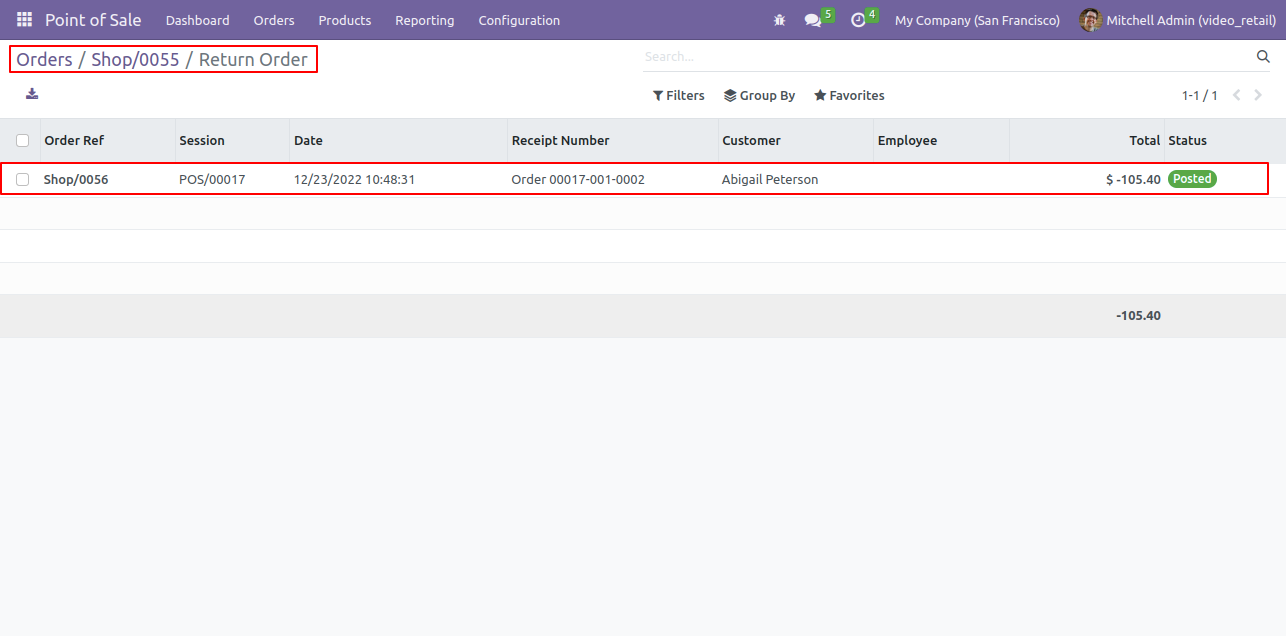 Point of Sale Dashboard Orders Products Reporting Configuration 5 4 My Company (San Francisco) Mitchell Admin (video_retail)
Orders / Shop/0055 / Return Order Search...
Filters Group By Favorites 1-1 / 1
Order Ref Session Date Receipt Number Customer Employee Total Status
Shop/0056 POS/00017 12/23/2022 10:48:31 Order 00017-001-0002 Abigail Peterson $ -105.40 Posted
-105.40